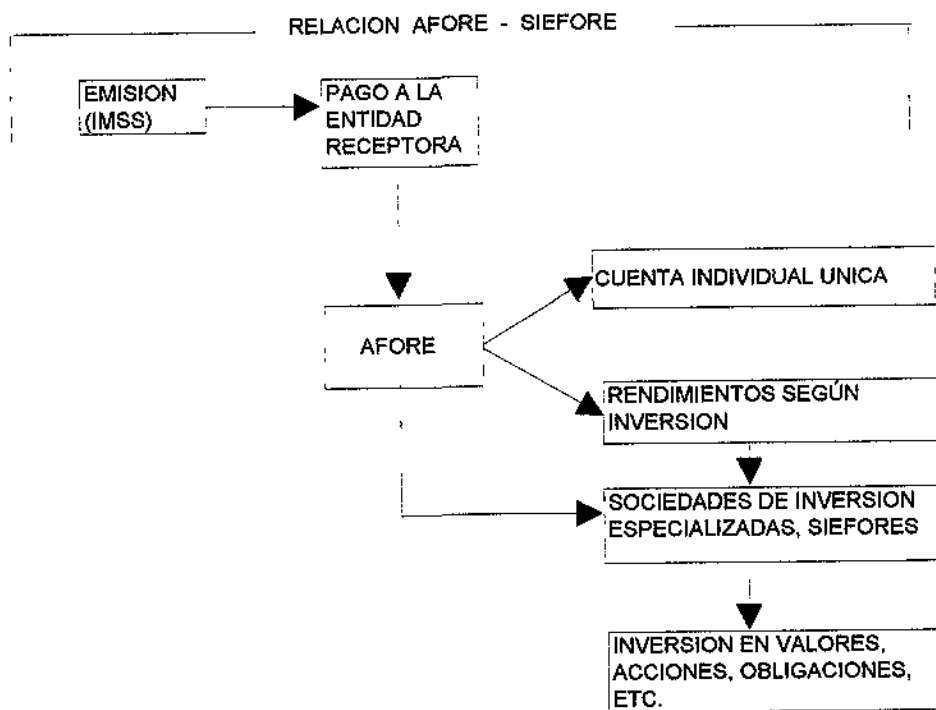 RELACION AFORE - SIEFORE
EMISION
(IMSS)
PAGO A LA
ENTIDAD
RECEPTORA
CUENTA INDIVIDUAL UNICA
AFORE
RENDIMIENTOS SEGÚN
INVERSION
SOCIEDADES DE INVERSION
ESPECIALIZADAS, SIEFORES
INVERSION EN VALORES,
ACCIONES, OBLIGACIONES,
ETC.